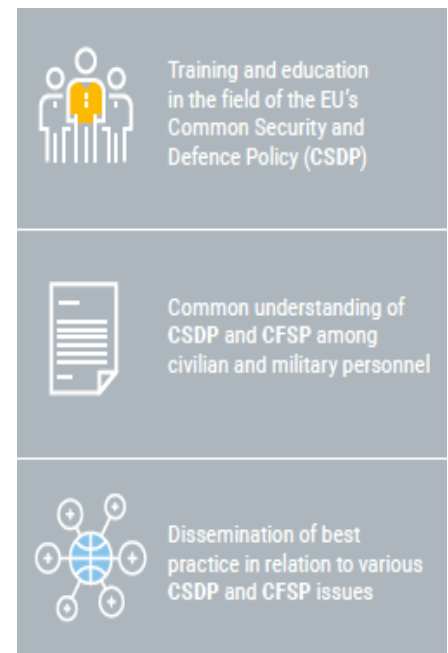 Training and education
in the field of the EU's
Common Security and
Defence Policy (CSDP)
Common understanding of
CSDP and CFSP among
civilian and military personnel
Dissemination of best
practice in relation to various
CSDP and CFSP issues